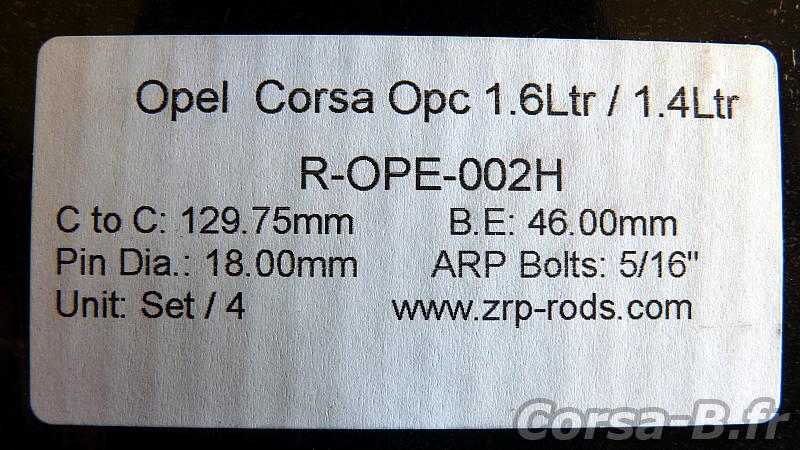 Opel Corsa Opc 1.6Ltr / 1.4Ltr
R-OPE-002H
C to C: 129.75mm B.E: 46.00mm
Pin Dia.: 18.00mm ARP Bolts: 5/16"
Unit: Set / 4 www.zrp-rods.com
Corsa-B.fr